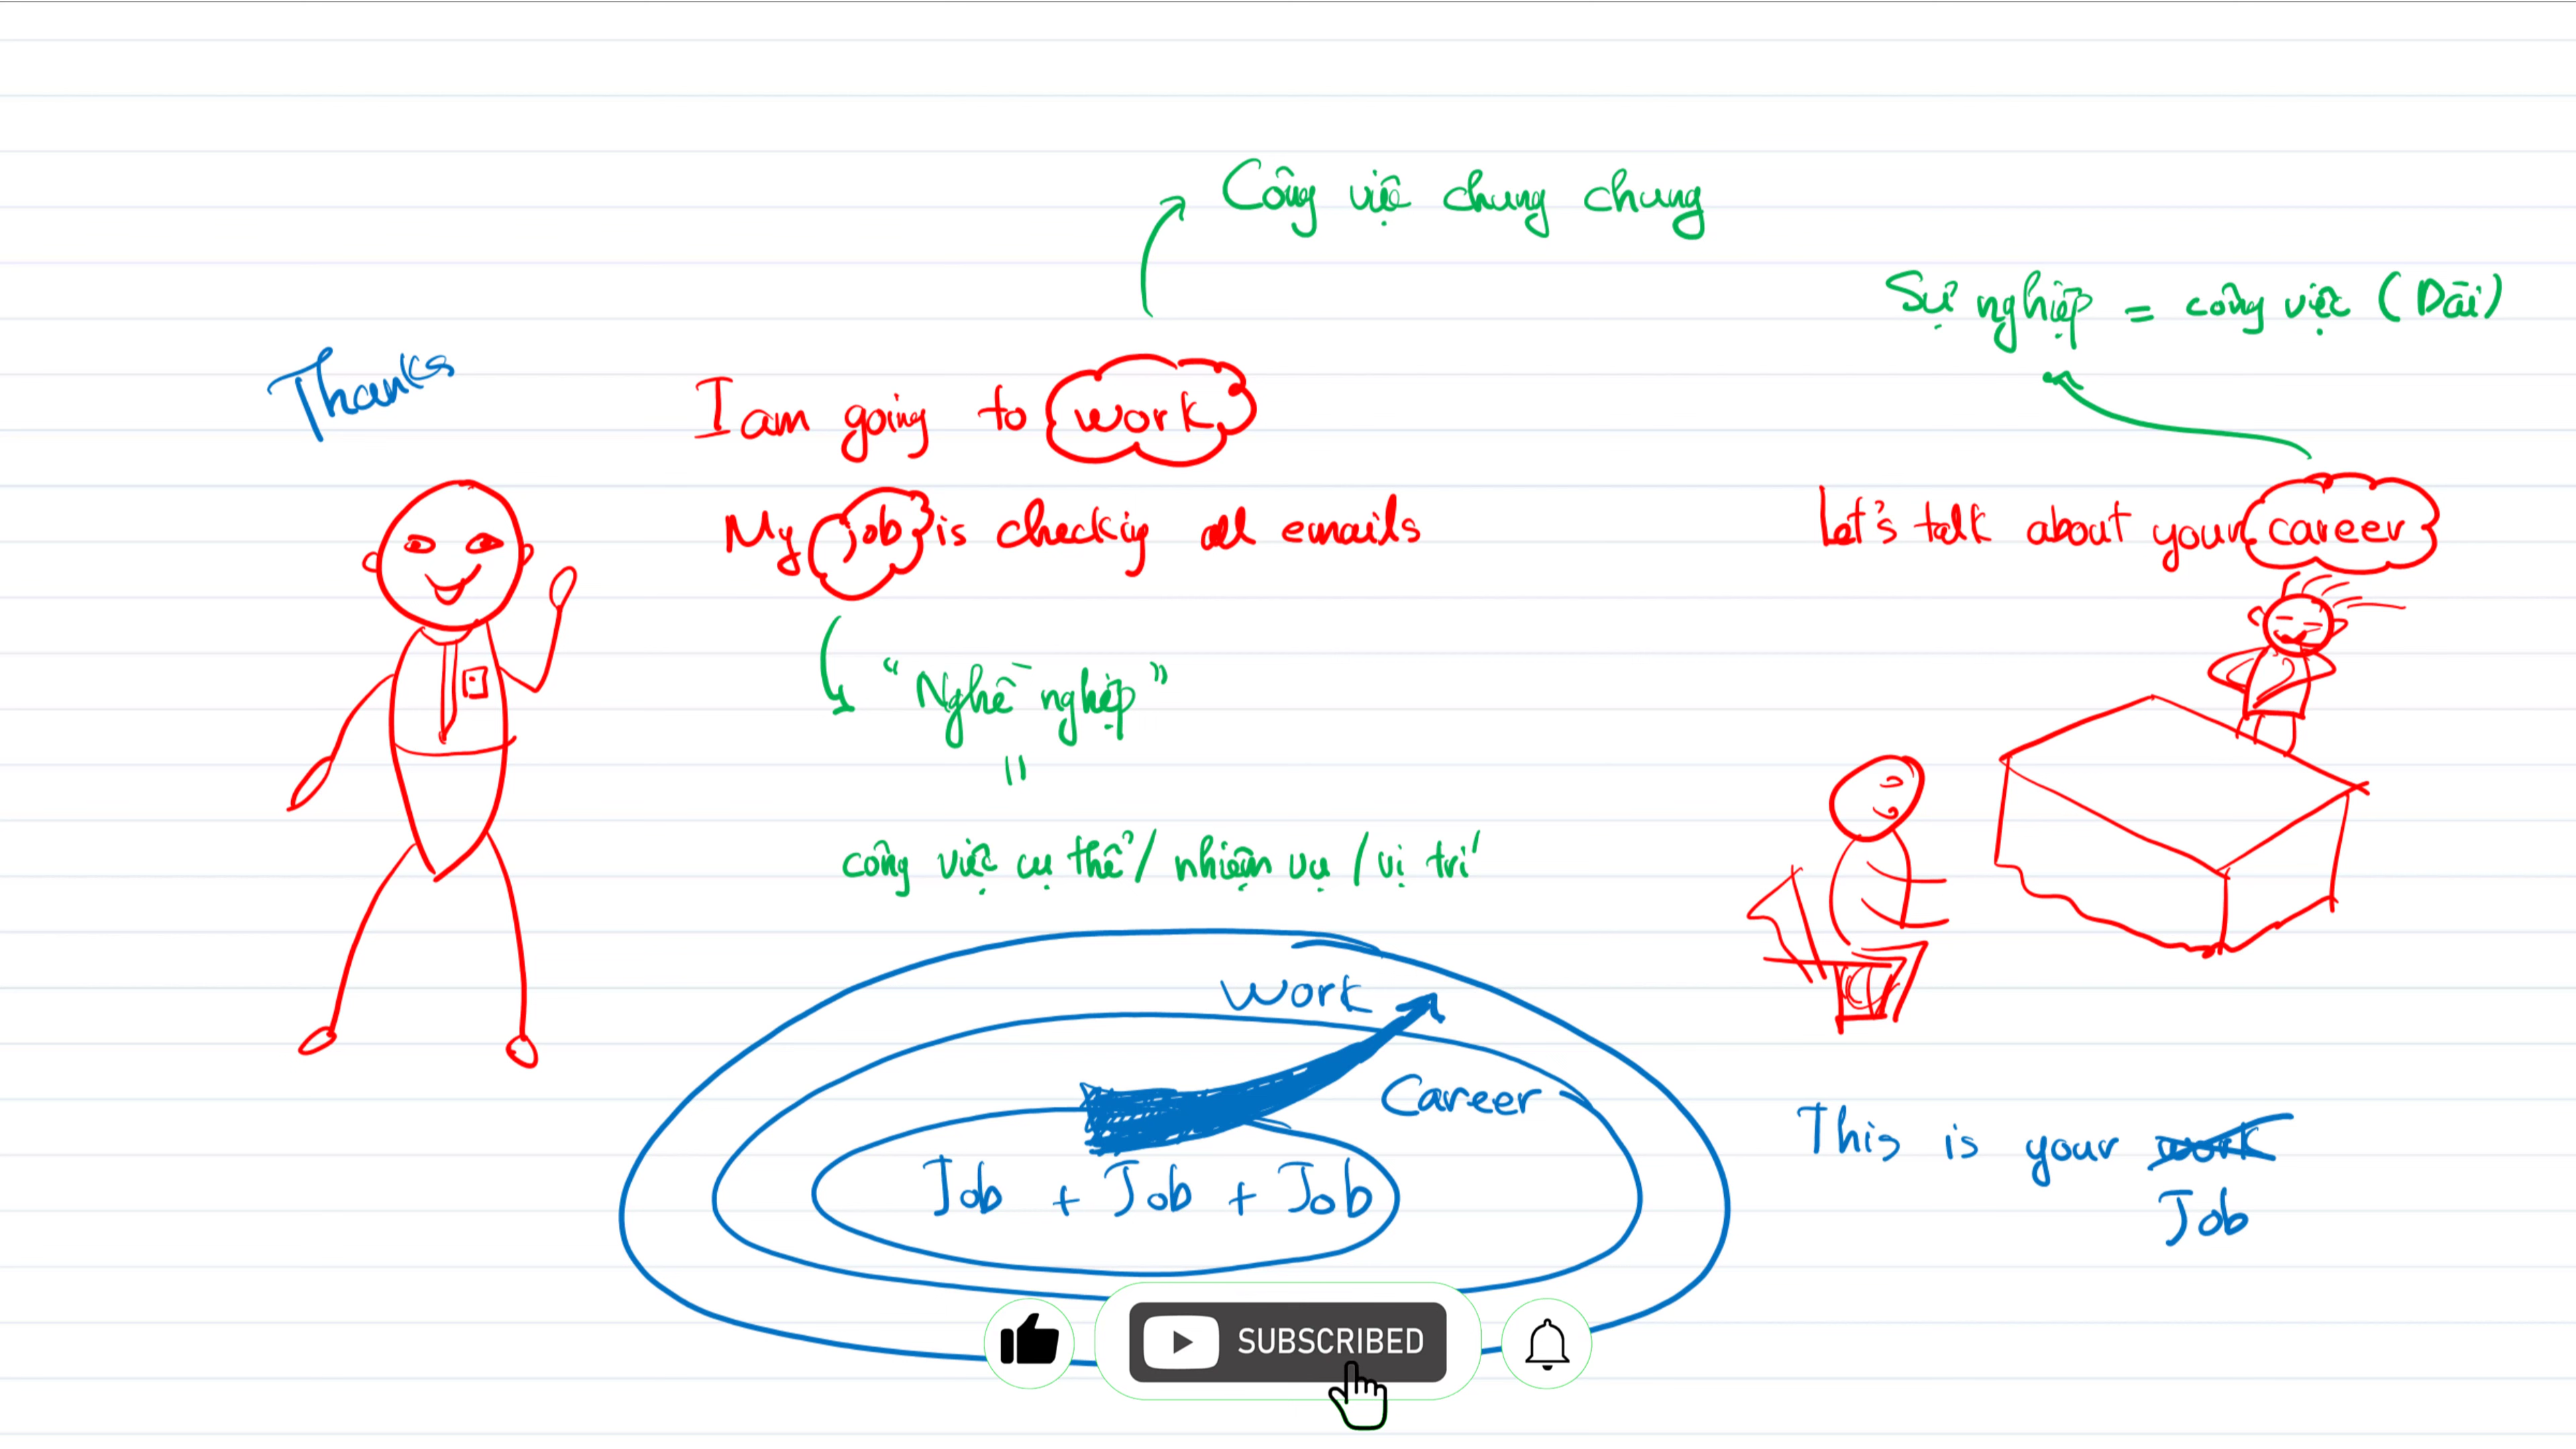 Công việc chung chung
Sự nghiệp = công việc (Dài)
Thanks
I am going to work
My job is checking all emails
Let's talk about your career
"Nghề nghiệp"
=
công việc cụ thể / nhiệm vụ / vị trí
Work
Career
Job + Job + Job
This is your work
Job
SUBSCRIBED